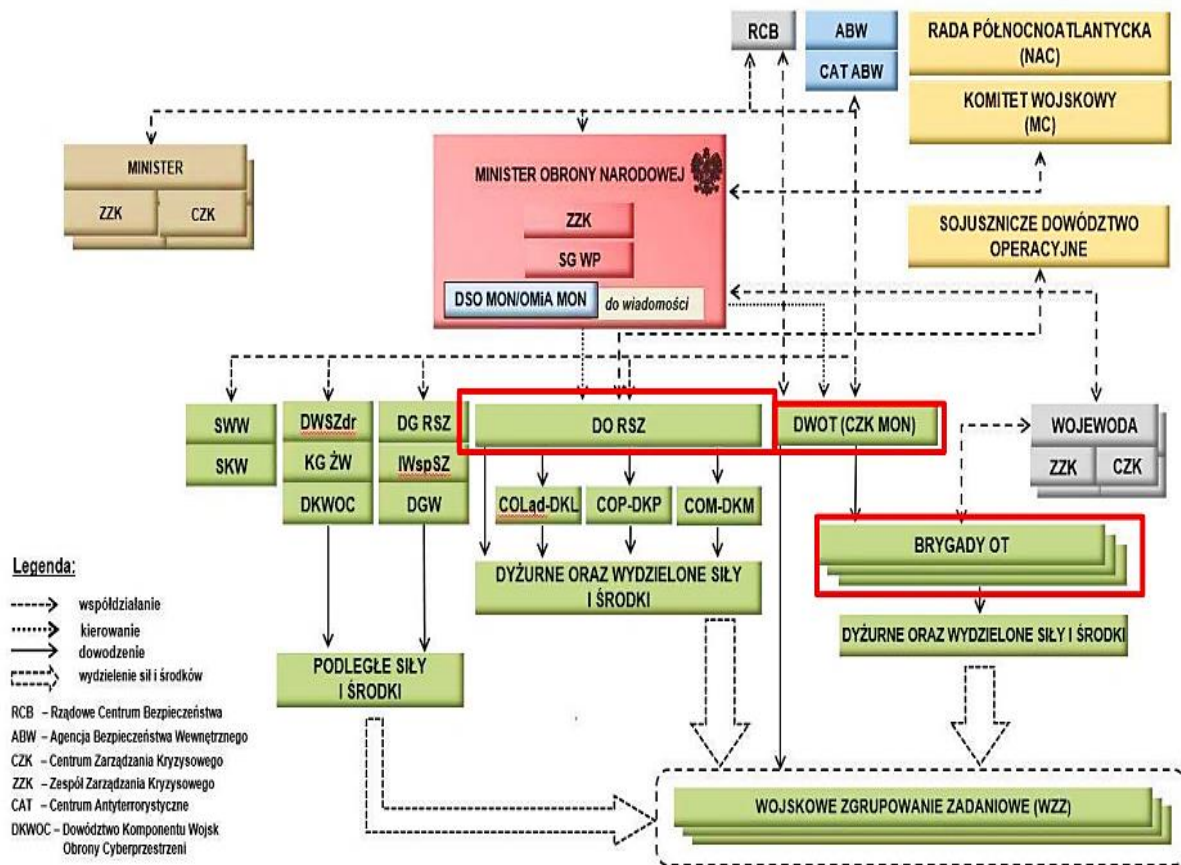 RCB
ABW
CAT ABW
RADA PÓŁNOCNOATLANTYCKA
(NAC)
KOMITET WOJSKOWY
(MC)
MINISTER
ZZK
CZK
MINISTER OBRONY NARODOWEJ
ZZK
SG WP
DSO MON/OMiA MON
do wiadomości
SOJUSZNICZE DOWÓDZTWO
OPERACYJNE
SWW
SKW
DWSZdr
KG ŻW
DKWOC
DG RSZ
IWspSZ
DGW
DO RSZ
DWOT (CZK MON)
WOJEWODA
ZZK
CZK
COLąd-DKL
COP-DKP
COM-DKM
BRYGADY OT
DYŻURNE ORAZ WYDZIELONE SIŁY
I ŚRODKI
DYŻURNE ORAZ WYDZIELONE SIŁY I ŚRODKI
PODLEGŁE SIŁY
I ŚRODKI
WOJSKOWE ZGRUPOWANIE ZADANIOWE (WZZ)
Legenda:
współdziałanie
kierowanie
dowodzenie
wydzielenie sił i środków
RCB – Rządowe Centrum Bezpieczeństwa
ABW – Agencja Bezpieczeństwa Wewnętrznego
CZK – Centrum Zarządzania Kryzysowego
ZZK – Zespół Zarządzania Kryzysowego
CAT – Centrum Antyterrorystyczne
DKWOC – Dowództwo Komponentu Wojsk
Obrony Cyberprzestrzeni